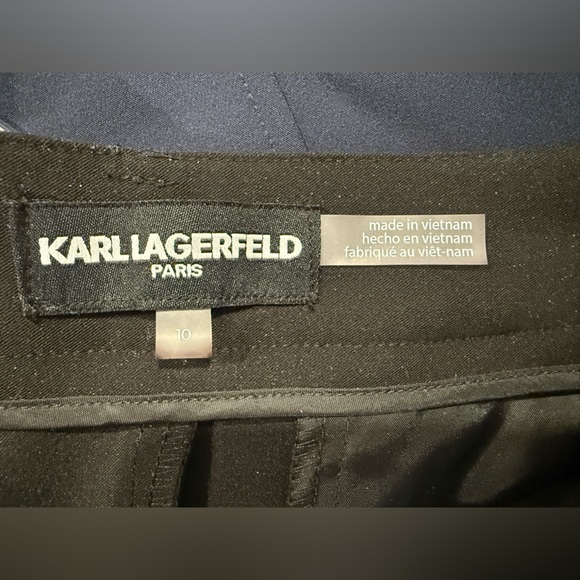 KARL LAGERFELD
PARIS
made in vietnam
hecho en vietnam
fabriqué au viêt-nam
10